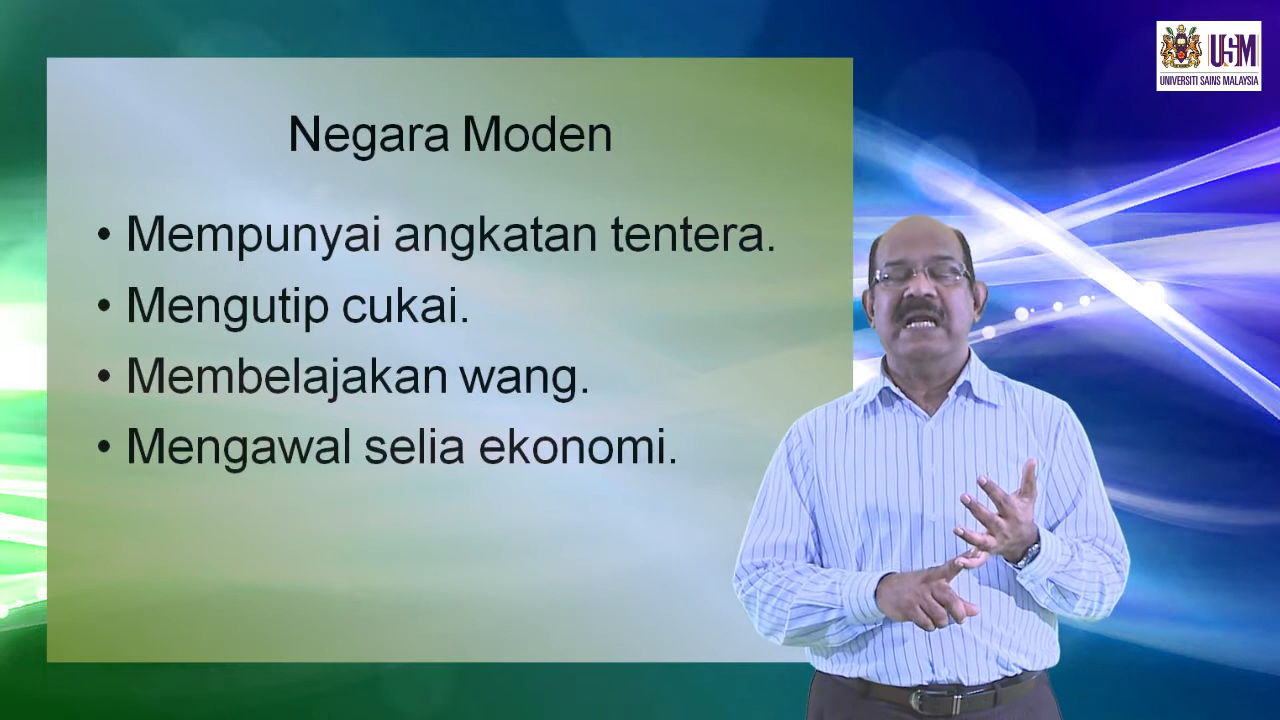 USM
UNIVERSITI SAINS MALAYSIA
Negara Moden
• Mempunyai angkatan tentera.
• Mengutip cukai.
• Membelajakan wang.
• Mengawal selia ekonomi.